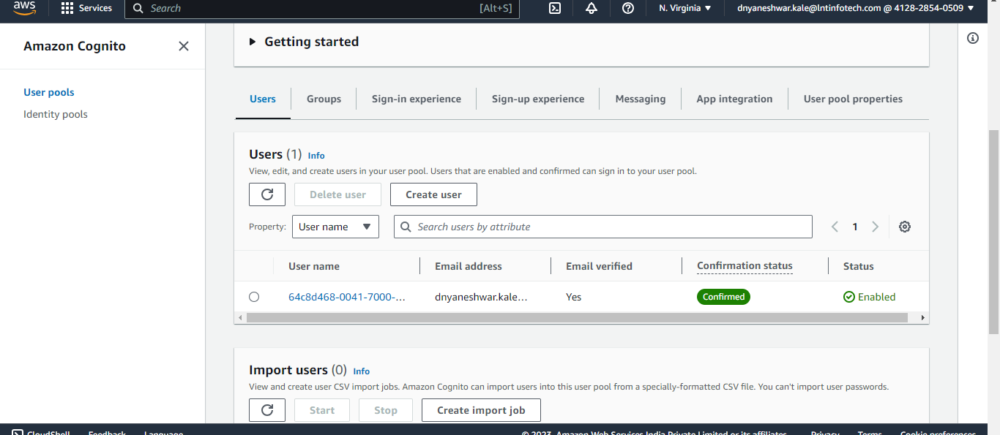 aws
Services
Search
[Alt+S]
N. Virginia
dnyaneshwar.kale@lntinfotech.com @ 4128-2854-0509
Amazon Cognito
User pools
Identity pools
Getting started
Users
Groups
Sign-in experience
Sign-up experience
Messaging
App integration
User pool properties
Users (1) Info
View, edit, and create users in your user pool. Users that are enabled and confirmed can sign in to your user pool.
Delete user
Create user
Property:
User name
Search users by attribute
1
User name
Email address
Email verified
Confirmation status
Status
64c8d468-0041-7000-...
dnyaneshwar.kale...
Yes
Confirmed
Enabled
Import users (0) Info
View and create user CSV import jobs. Amazon Cognito can import users into this user pool from a specially-formatted CSV file. You can't import user passwords.
Start
Stop
Create import job
CloudShell
Feedback
Language
© 2023, Amazon Web Services India Private Limited or its affiliates.
Privacy
Terms
Cookie preferences